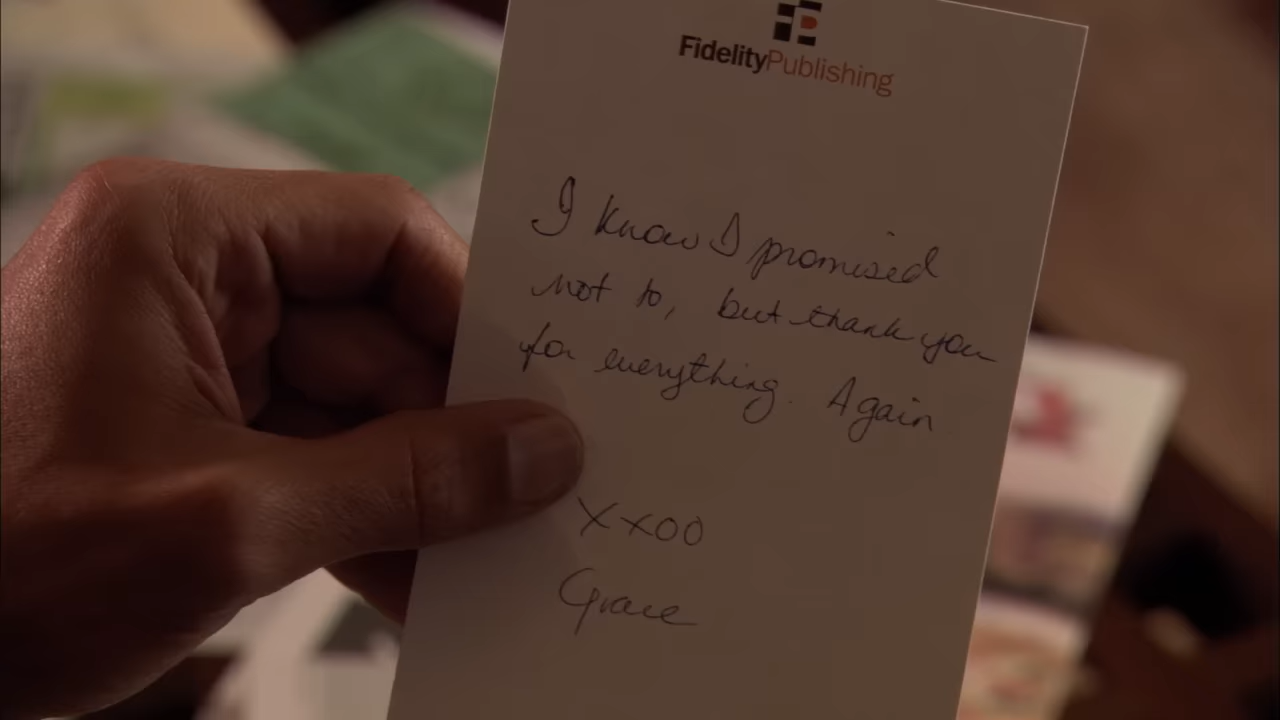 FidelityPublishing
I know I promised
not to, but thank you
for everything. Again
XxOO
Grace